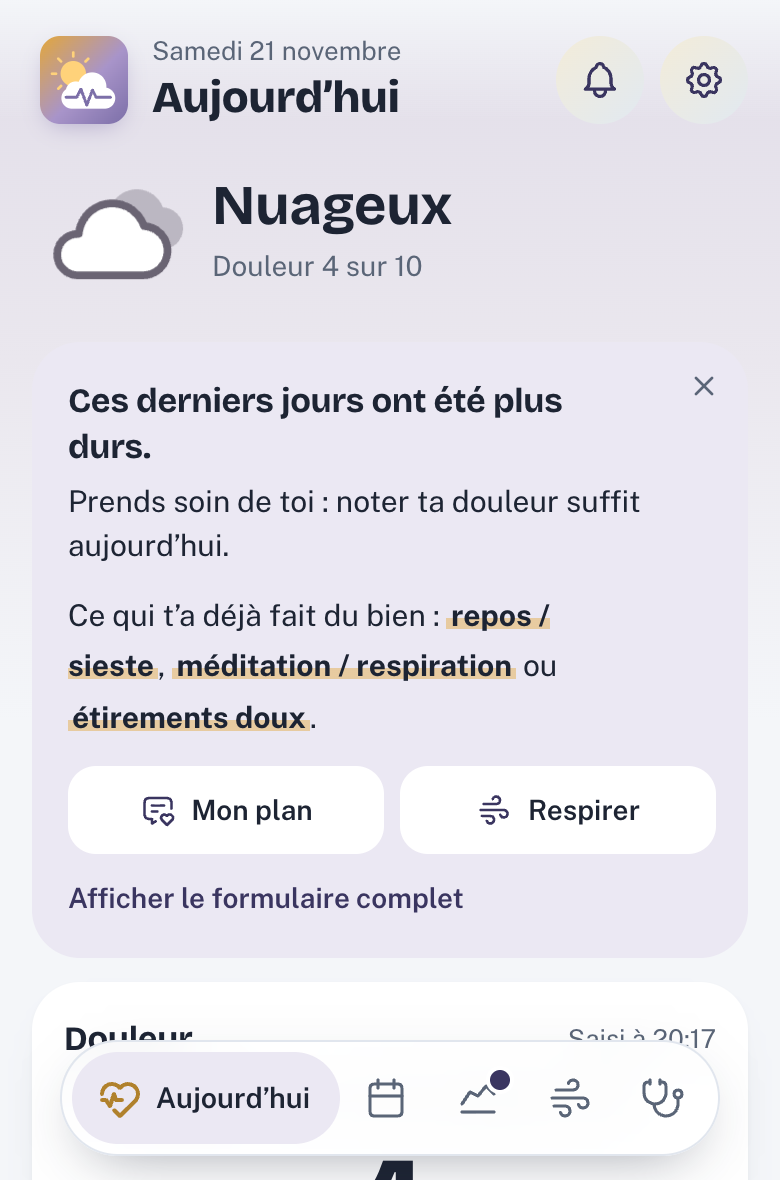 Samedi 21 novembre
Aujourd’hui
Nuageux
Douleur 4 sur 10
Ces derniers jours ont été plus
durs.
Prends soin de toi : noter ta douleur suffit
aujourd’hui.
Ce qui t’a déjà fait du bien : repos /
sieste, méditation / respiration ou
étirements doux.
Mon plan
Respirer
Afficher le formulaire complet
Douleur
Saisi à 20:17
Aujourd’hui
4